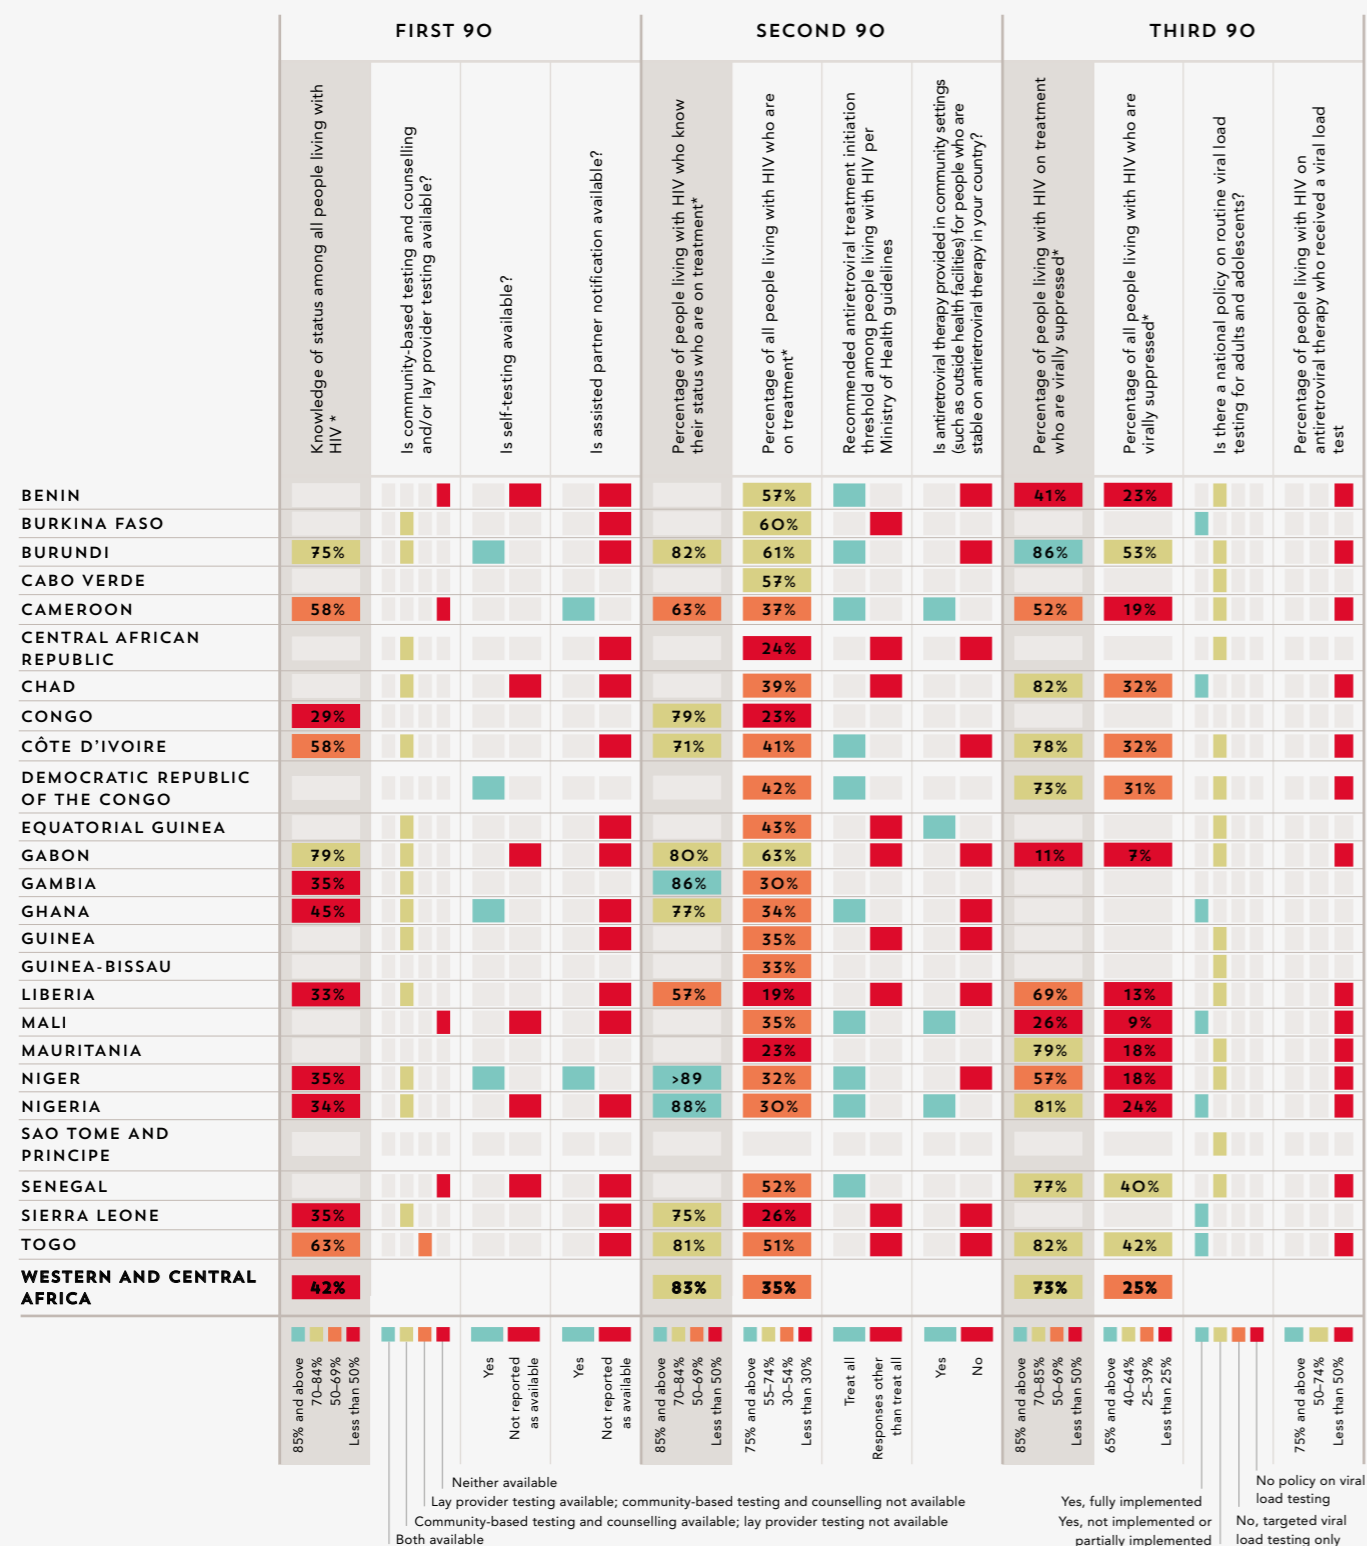 FIRST 90
SECOND 90
THIRD 90
Knowledge of status among all people living with
HIV *
Is community-based testing and counselling
and/or lay provider testing available?
Is self-testing available?
Is assisted partner notification available?
Percentage of people living with HIV who know
their status who are on treatment*
Percentage of all people living with HIV who are
on treatment*
Recommended antiretroviral treatment initiation
threshold among people living with HIV per
Ministry of Health guidelines
Is antiretroviral therapy provided in community settings
(such as outside health facilities) for people who are
stable on antiretroviral therapy in your country?
Percentage of people living with HIV on treatment
who are virally suppressed*
Percentage of all people living with HIV who are
virally suppressed*
Is there a national policy on routine viral load
testing for adults and adolescents?
Percentage of people living with HIV on
antiretroviral therapy who received a viral load
test
BENIN 57% 41% 23%
BURKINA FASO 60%
BURUNDI 75% 82% 61% 86% 53%
CABO VERDE 57%
CAMEROON 58% 63% 37% 52% 19%
CENTRAL AFRICAN
REPUBLIC 24%
CHAD 39% 82% 32%
CONGO 29% 79% 23%
CÔTE D'IVOIRE 58% 71% 41% 78% 32%
DEMOCRATIC REPUBLIC
OF THE CONGO 42% 73% 31%
EQUATORIAL GUINEA 43%
GABON 79% 80% 63% 11% 7%
GAMBIA 35% 86% 30%
GHANA 45% 77% 34%
GUINEA 35%
GUINEA-BISSAU 33%
LIBERIA 33% 57% 19% 69% 13%
MALI 35% 26% 9%
MAURITANIA 23% 79% 18%
NIGER 35% >89 32% 57% 18%
NIGERIA 34% 88% 30% 81% 24%
SAO TOME AND
PRINCIPE
SENEGAL 52% 77% 40%
SIERRA LEONE 35% 75% 26%
TOGO 63% 81% 51% 82% 42%
WESTERN AND CENTRAL
AFRICA 42% 83% 35% 73% 25%
85% and above
70–84%
50–69%
Less than 50%
Yes
Not reported
as available
Yes
Not reported
as available
85% and above
70–84%
50–69%
Less than 50%
75% and above
55–74%
30–54%
Less than 30%
Treat all
Responses other
than treat all
Yes
No
85% and above
70–85%
50–69%
Less than 50%
65% and above
40–64%
25–39%
Less than 25%
75% and above
50–74%
Less than 50%
Neither available
Lay provider testing available; community-based testing and counselling not available
Community-based testing and counselling available; lay provider testing not available
Both available
Yes, fully implemented
Yes, not implemented or
partially implemented
No policy on viral
load testing
No, targeted viral
load testing only